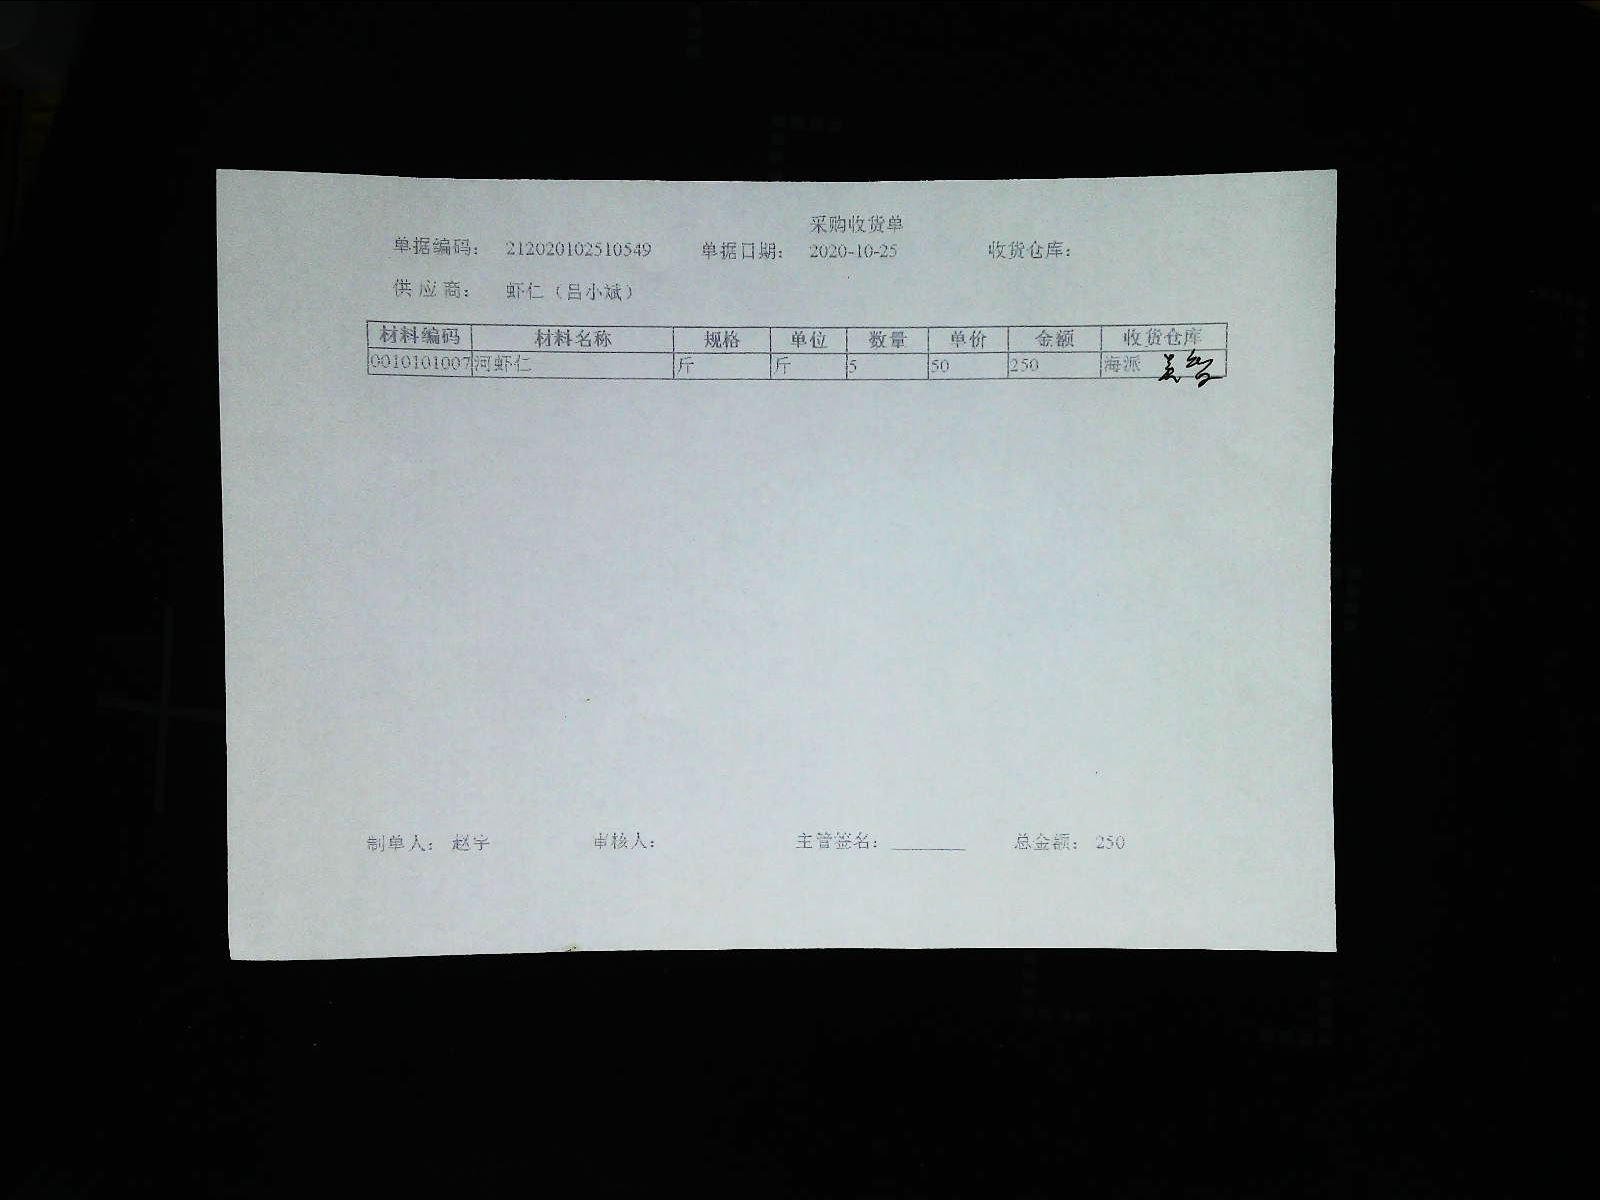 采购收货单
单据编码： 212020102510549 单据日期： 2020-10-25 收货仓库：
供应商： 虾仁（吕小斌）
材料编码 材料名称 规格 单位 数量 单价 金额 收货仓库
0010101007 河虾仁 斤 斤 5 50 250 海派
制单人： 赵宇 审核人： 主管签名： 总金额： 250